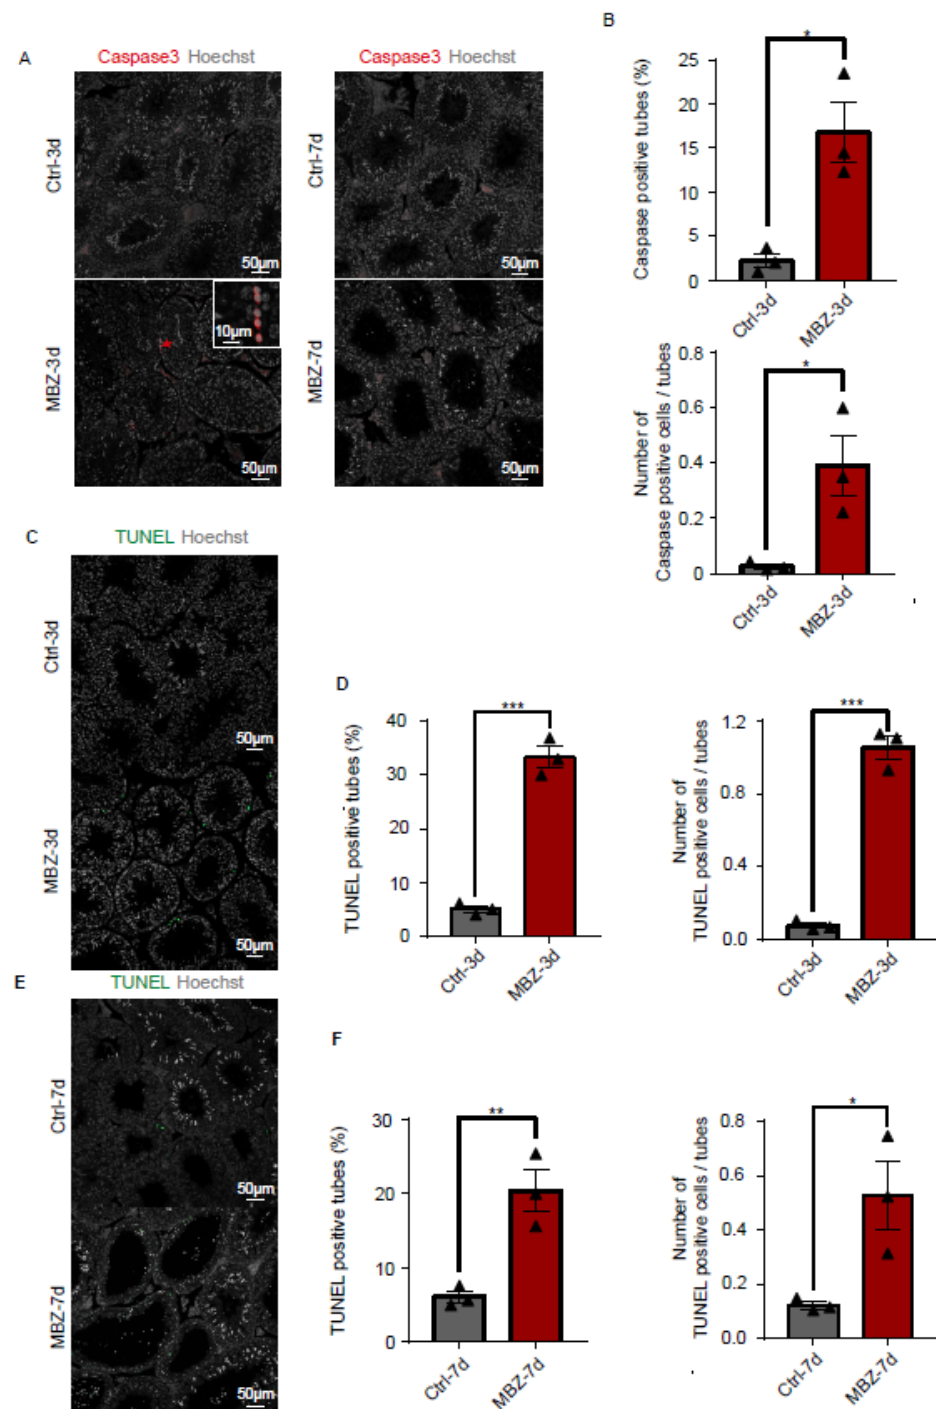 A
Caspase3 Hoechst
Caspase3 Hoechst
Ctrl-3d
50µm
Ctrl-7d
50µm
MBZ-3d
10µm
50µm
MBZ-7d
50µm
B
Caspase positive tubes (%)
25
20
15
10
5
0
*
Ctrl-3d
MBZ-3d
Number of
Caspase positive cells / tubes
0.8
0.6
0.4
0.2
0
*
Ctrl-3d
MBZ-3d
C
TUNEL Hoechst
Ctrl-3d
50µm
MBZ-3d
50µm
D
TUNEL positive tubes (%)
40
30
20
10
0
***
Ctrl-3d
MBZ-3d
Number of
TUNEL positive cells / tubes
1.2
0.8
0.4
0.0
***
Ctrl-3d
MBZ-3d
E
TUNEL Hoechst
Ctrl-7d
50µm
MBZ-7d
50µm
F
TUNEL positive tubes (%)
30
20
10
0
**
Ctrl-7d
MBZ-7d
Number of
TUNEL positive cells / tubes
0.8
0.6
0.4
0.2
0.0
*
Ctrl-7d
MBZ-7d